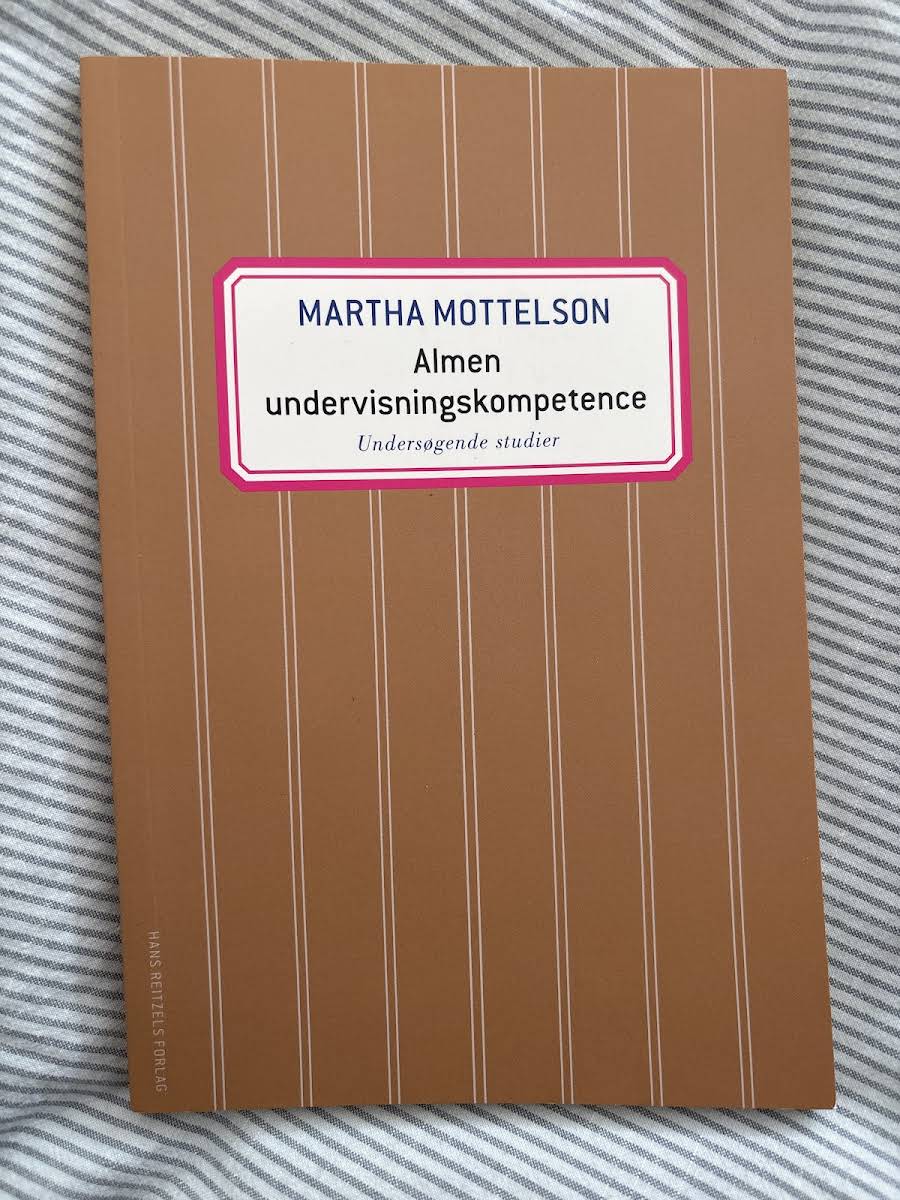 MARTHA MOTTELSON
Almen
undervisningskompetence
Undersøgende studier
HANS REITZELS FORLAG